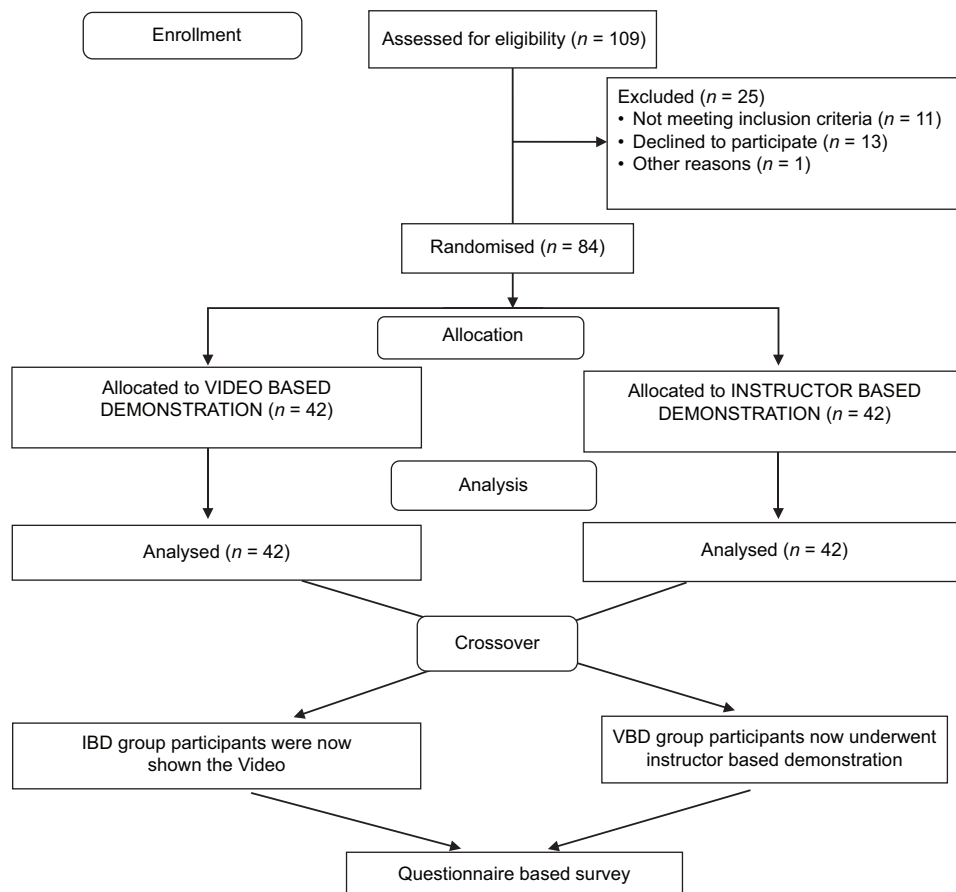 Enrollment
Assessed for eligibility (n = 109)
Excluded (n = 25)
• Not meeting inclusion criteria (n = 11)
• Declined to participate (n = 13)
• Other reasons (n = 1)
Randomised (n = 84)
Allocation
Allocated to VIDEO BASED
DEMONSTRATION (n = 42)
Allocated to INSTRUCTOR BASED
DEMONSTRATION (n = 42)
Analysis
Analysed (n = 42)
Analysed (n = 42)
Crossover
IBD group participants were now
shown the Video
VBD group participants now underwent
instructor based demonstration
Questionnaire based survey